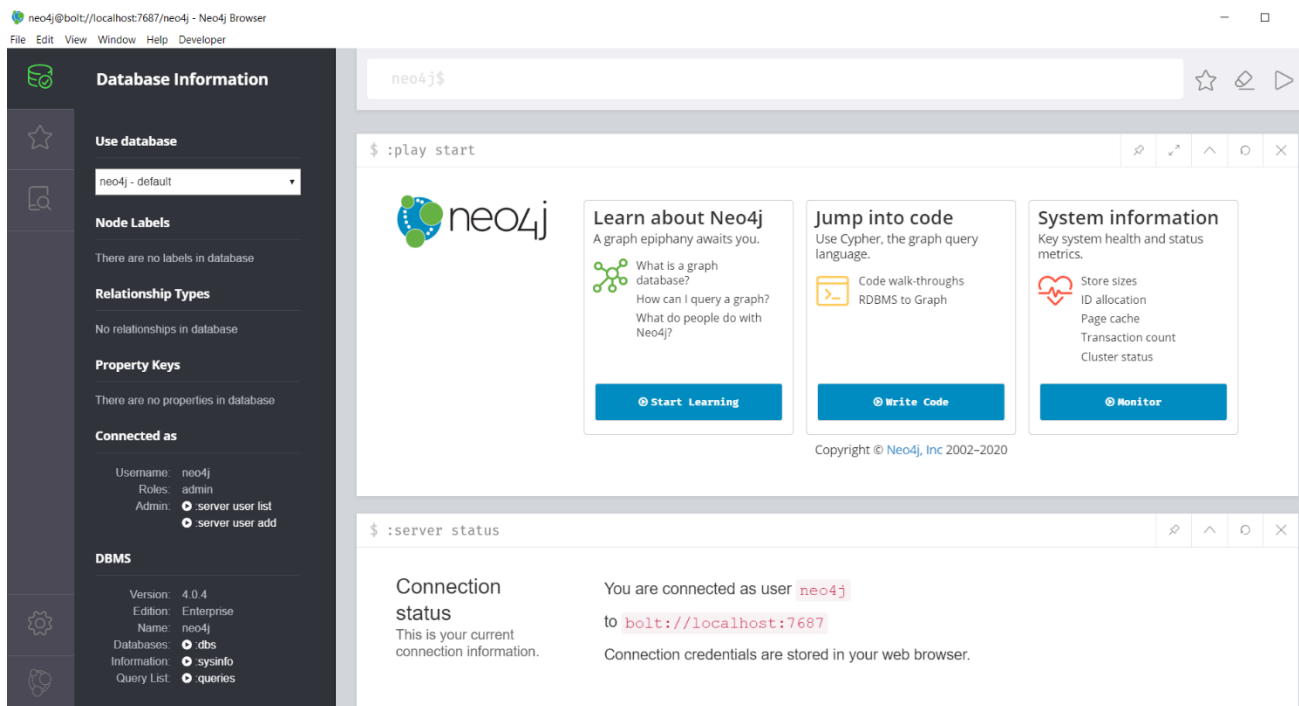 neo4j@bolt://localhost:7687/neo4j - Neo4j Browser
File Edit View Window Help Developer
Database Information
Use database
neo4j - default
Node Labels
There are no labels in database
Relationship Types
No relationships in database
Property Keys
There are no properties in database
Connected as
Username: neo4j
Roles: admin
Admin: :server user list
:server user add
DBMS
Version: 4.0.4
Edition: Enterprise
Name: neo4j
Databases: :dbs
Information: :sysinfo
Query List: :queries
neo4j$
$ :play start
neo4j
Learn about Neo4j
A graph epiphany awaits you.
What is a graph
database?
How can I query a graph?
What do people do with
Neo4j?
Start Learning
Jump into code
Use Cypher, the graph query
language.
Code walk-throughs
RDBMS to Graph
Write Code
System information
Key system health and status
metrics.
Store sizes
ID allocation
Page cache
Transaction count
Cluster status
Monitor
Copyright © Neo4j, Inc 2002–2020
$ :server status
Connection
status
This is your current
connection information.
You are connected as user neo4j
to bolt://localhost:7687
Connection credentials are stored in your web browser.